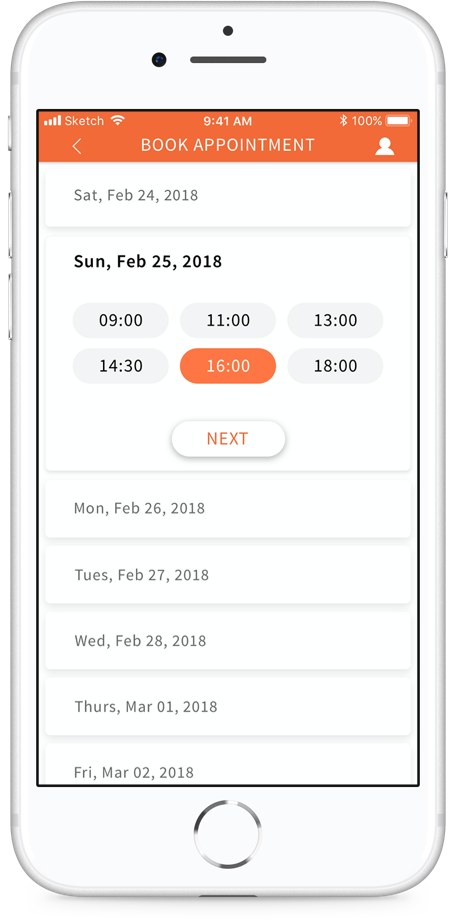 Sketch 9:41 AM 100%
BOOK APPOINTMENT
Sat, Feb 24, 2018
Sun, Feb 25, 2018
09:00 11:00 13:00
14:30 16:00 18:00
NEXT
Mon, Feb 26, 2018
Tues, Feb 27, 2018
Wed, Feb 28, 2018
Thurs, Mar 01, 2018
Fri, Mar 02, 2018